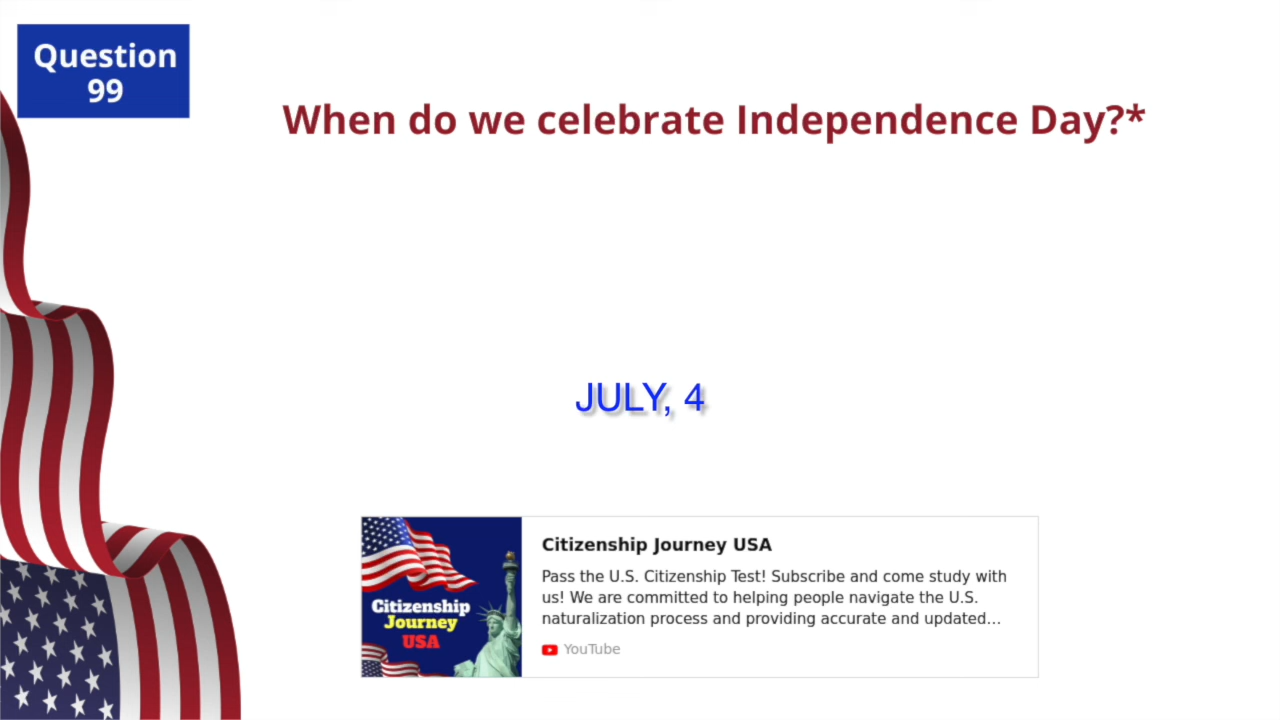 Question
99
When do we celebrate Independence Day?*
JULY, 4
Citizenship
Journey
USA
Citizenship Journey USA
Pass the U.S. Citizenship Test! Subscribe and come study with
us! We are committed to helping people navigate the U.S.
naturalization process and providing accurate and updated...
YouTube